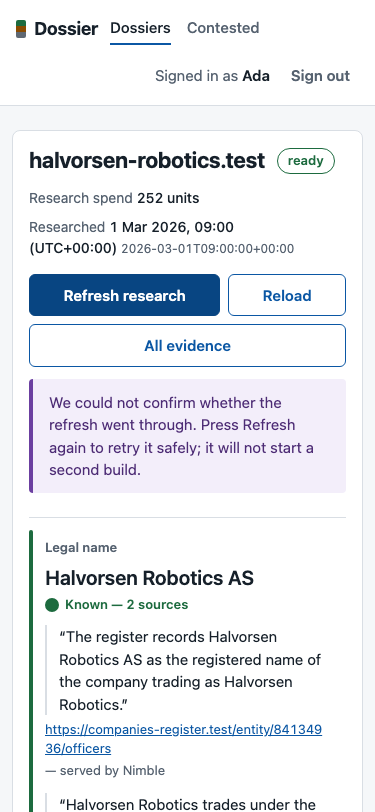 Dossier Dossiers Contested
Signed in as Ada Sign out
halvorsen-robotics.test ready
Research spend 252 units
Researched 1 Mar 2026, 09:00
(UTC+00:00) 2026-03-01T09:00:00+00:00
Refresh research Reload
All evidence
We could not confirm whether the
refresh went through. Press Refresh
again to retry it safely; it will not start a
second build.
Legal name
Halvorsen Robotics AS
Known — 2 sources
“The register records Halvorsen
Robotics AS as the registered name of
the company trading as Halvorsen
Robotics.”
https://companies-register.test/entity/841349
36/officers
— served by Nimble
“Halvorsen Robotics trades under the